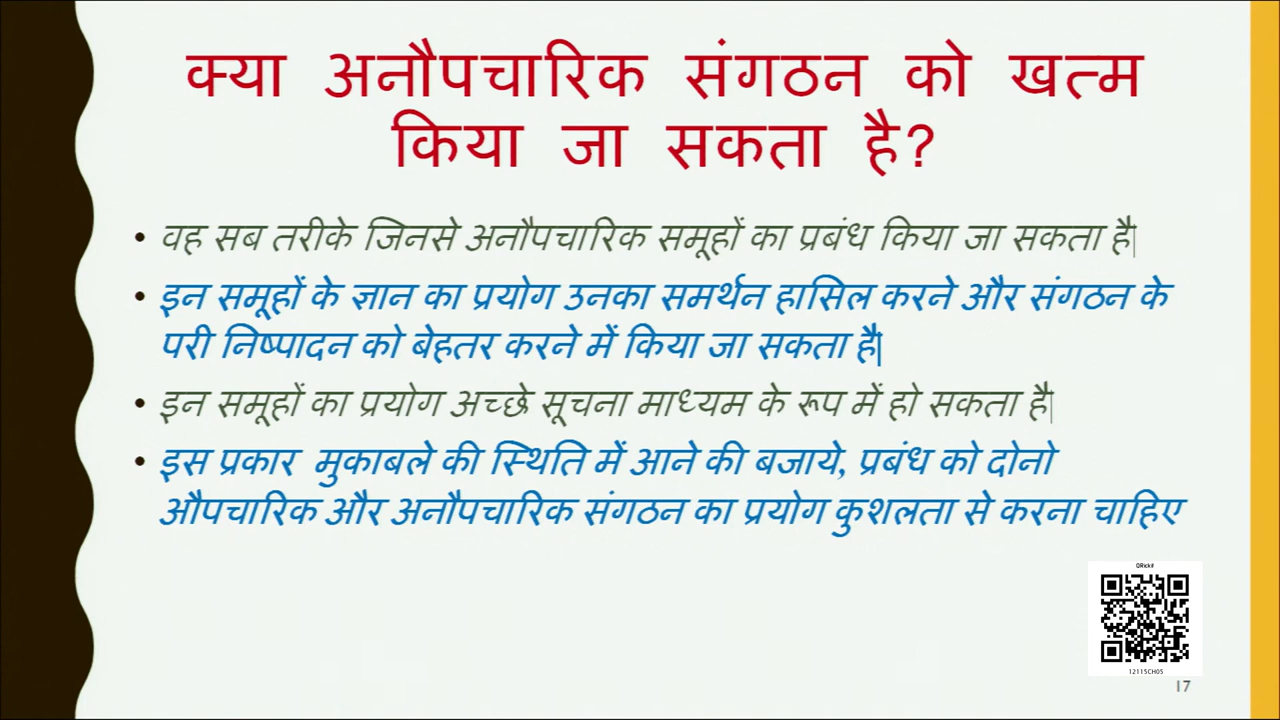 क्या अनौपचारिक संगठन को खत्म
किया जा सकता है?
• वह सब तरीके जिनसे अनौपचारिक समूहों का प्रबंध किया जा सकता है|
• इन समूहों के ज्ञान का प्रयोग उनका समर्थन हासिल करने और संगठन के
परी निष्पादन को बेहतर करने में किया जा सकता है|
• इन समूहों का प्रयोग अच्छे सूचना माध्यम के रूप में हो सकता है|
• इस प्रकार मुकाबले की स्थिति में आने की बजाये, प्रबंध को दोनो
औपचारिक और अनौपचारिक संगठन का प्रयोग कुशलता से करना चाहिए
QRick#
12115CH05
17